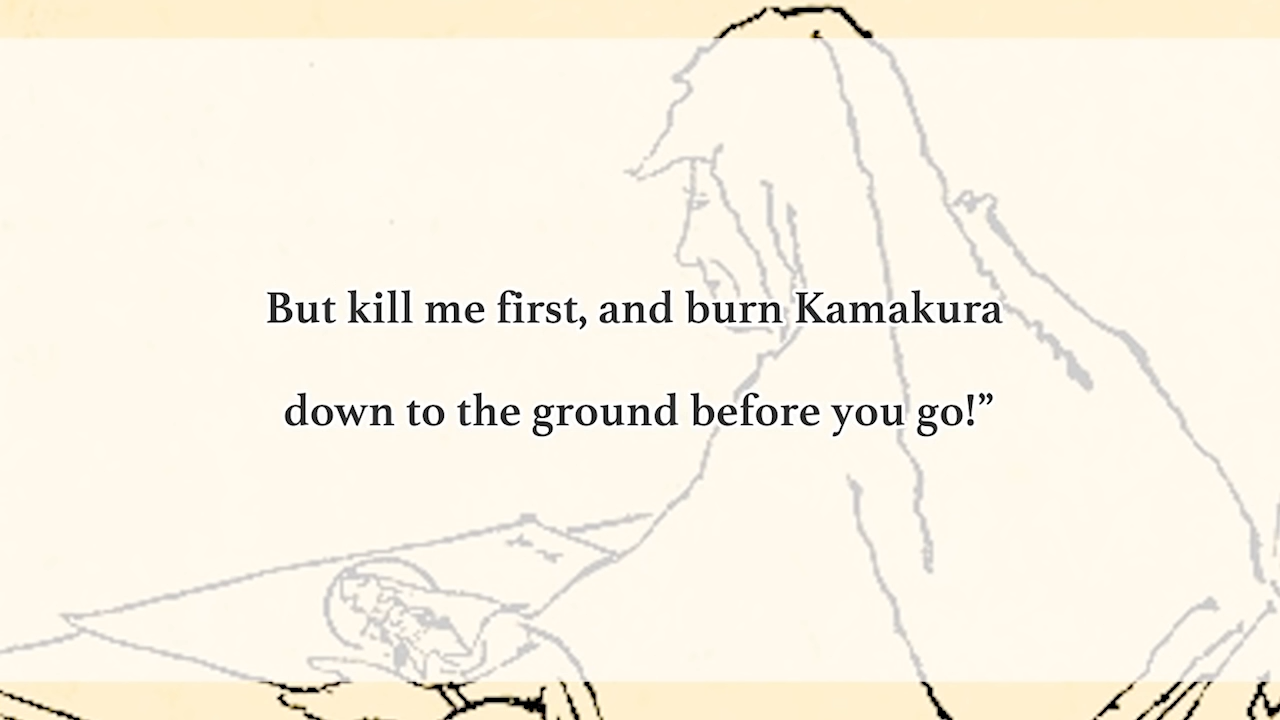 But kill me first, and burn Kamakura
down to the ground before you go!”